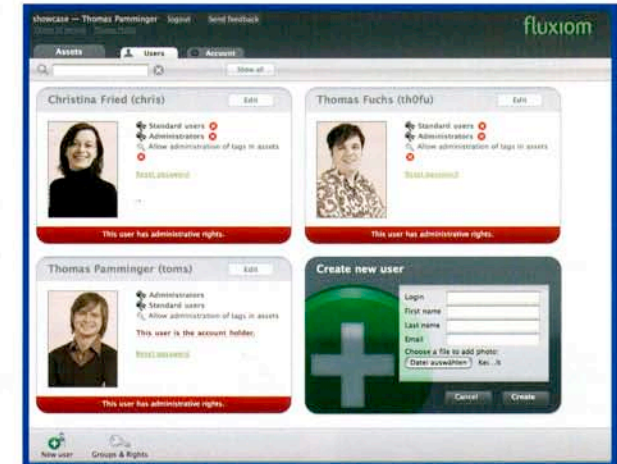 showcase — Thomas Pamminger logout Send feedback
fluxiom
Assets Users Account
Show all
Christina Fried (chris) Edit
Standard users
Administrators
Allow administration of tags in assets
Reset password
This user has administrative rights.
Thomas Fuchs (th0fu) Edit
Standard users
Administrators
Allow administration of tags in assets
Reset password
This user has administrative rights.
Thomas Pamminger (toms) Edit
Administrators
Standard users
Allow administration of tags in assets
This user is the account holder.
Reset password
This user has administrative rights.
Create new user
Login
First name
Last name
Email
Choose a file to add photo:
Datei auswählen Kei...lt
Cancel Create
New user Groups & Rights